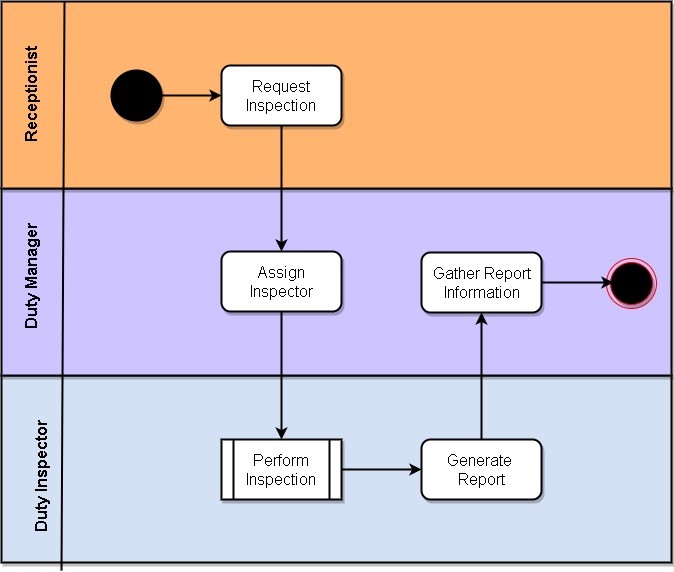 Receptionist
Request
Inspection
Duty Manager
Assign
Inspector
Gather Report
Information
Duty Inspector
Perform
Inspection
Generate
Report